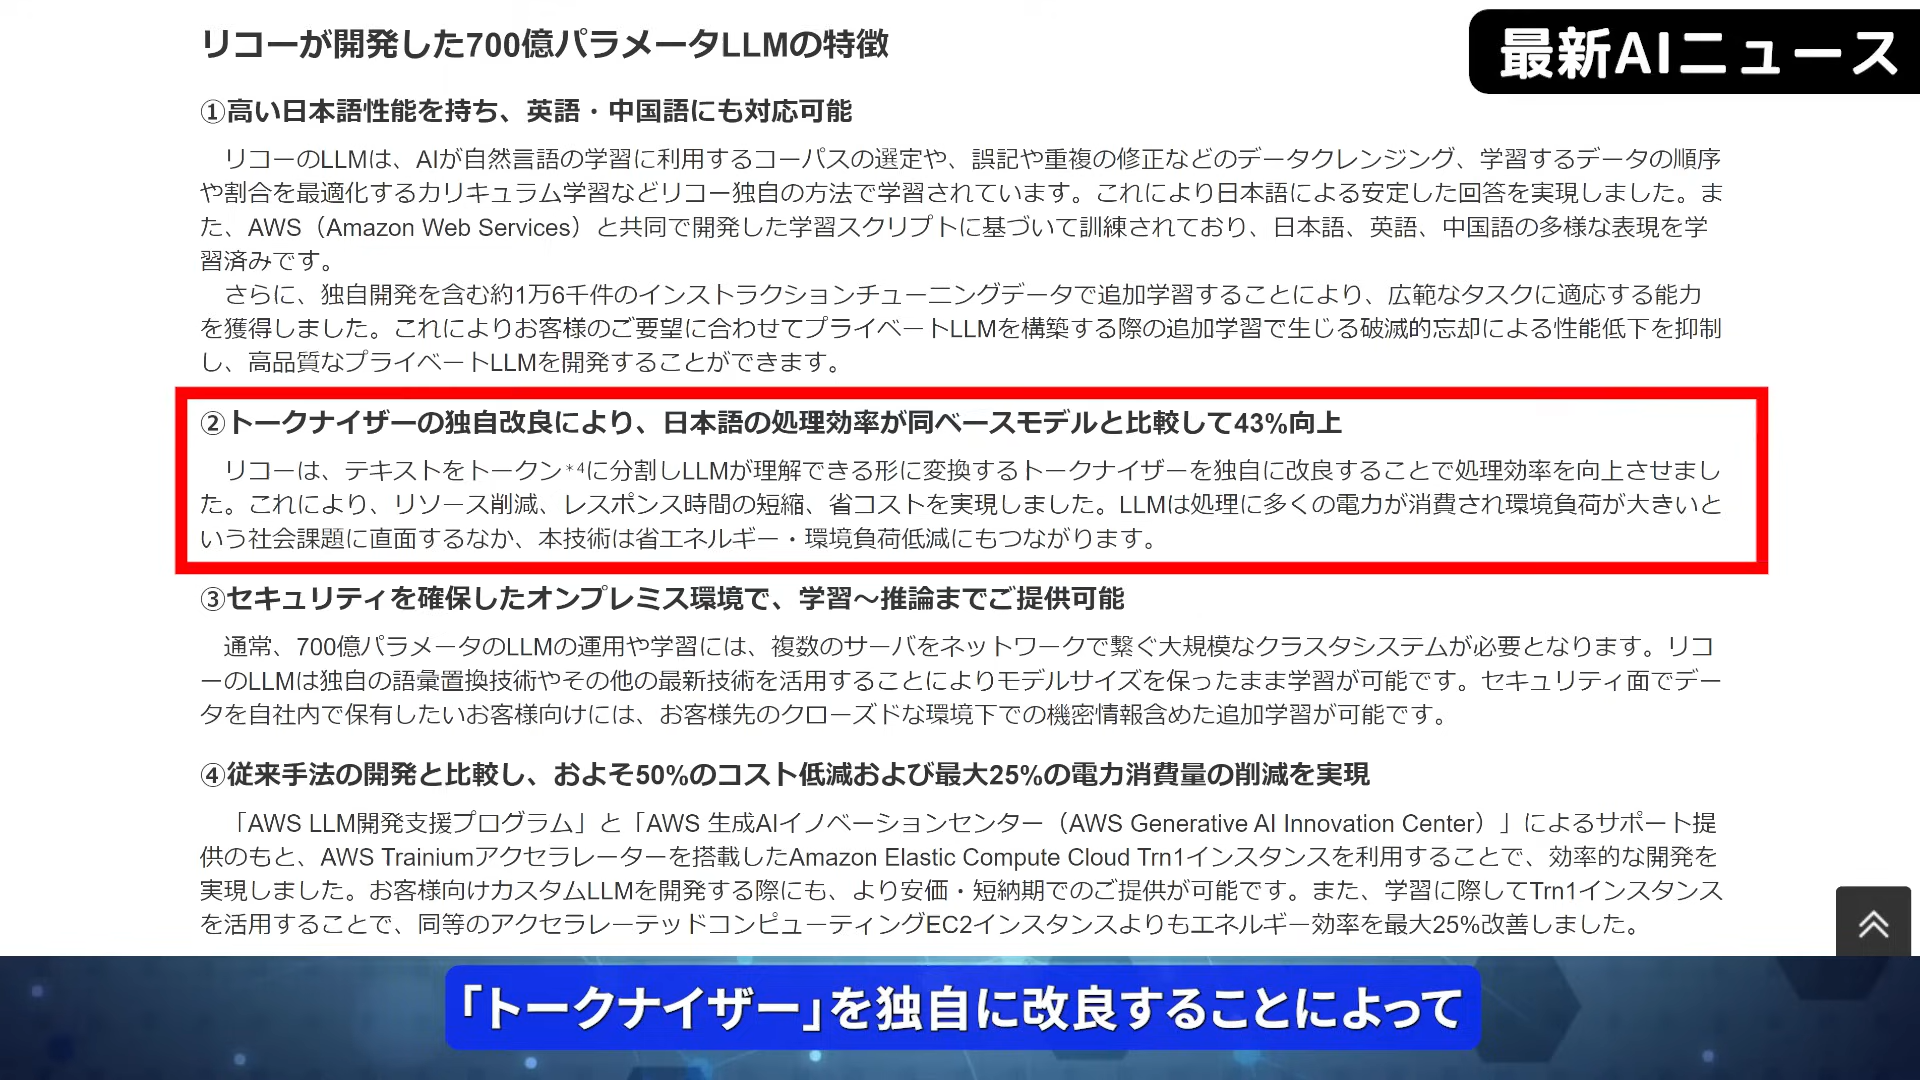 リコーが開発した700億パラメータLLMの特徴
最新AIニュース
①高い日本語性能を持ち、英語・中国語にも対応可能
リコーのLLMは、AIが自然言語の学習に利用するコーパスの選定や、誤記や重複の修正などのデータクレンジング、学習するデータの順序
や割合を最適化するカリキュラム学習などリコー独自の方法で学習されています。これにより日本語による安定した回答を実現しました。ま
た、AWS（Amazon Web Services）と共同で開発した学習スクリプトに基づいて訓練されており、日本語、英語、中国語の多様な表現を学
習済みです。
さらに、独自開発を含む約1万6千件のインストラクションチューニングデータで追加学習することにより、広範なタスクに適応する能力
を獲得しました。これによりお客様のご要望に合わせてプライベートLLMを構築する際の追加学習で生じる破滅的忘却による性能低下を抑制
し、高品質なプライベートLLMを開発することができます。
②トークナイザーの独自改良により、日本語の処理効率が同ベースモデルと比較して43%向上
リコーは、テキストをトークン＊4に分割しLLMが理解できる形に変換するトークナイザーを独自に改良することで処理効率を向上させまし
た。これにより、リソース削減、レスポンス時間の短縮、省コストを実現しました。LLMは処理に多くの電力が消費され環境負荷が大きいと
いう社会課題に直面するなか、本技術は省エネルギー・環境負荷低減にもつながります。
③セキュリティを確保したオンプレミス環境で、学習～推論までご提供可能
通常、700億パラメータのLLMの運用や学習には、複数のサーバをネットワークで繋ぐ大規模なクラスタシステムが必要となります。リコ
ーのLLMは独自の語彙置換技術やその他の最新技術を活用することによりモデルサイズを保ったまま学習が可能です。セキュリティ面でデー
タを自社内で保有したいお客様向けには、お客様先のクローズドな環境下での機密情報含めた追加学習が可能です。
④従来手法の開発と比較し、およそ50%のコスト低減および最大25%の電力消費量の削減を実現
「AWS LLM開発支援プログラム」と「AWS 生成AIイノベーションセンター（AWS Generative AI Innovation Center）」によるサポート提
供のもと、AWS Trainiumアクセラレーターを搭載したAmazon Elastic Compute Cloud Trn1インスタンスを利用することで、効率的な開発を
実現しました。お客様向けカスタムLLMを開発する際にも、より安価・短納期でのご提供が可能です。また、学習に際してTrn1インスタンス
を活用することで、同等のアクセラレーテッドコンピューティングEC2インスタンスよりもエネルギー効率を最大25%改善しました。
「トークナイザー」を独自に改良することによって